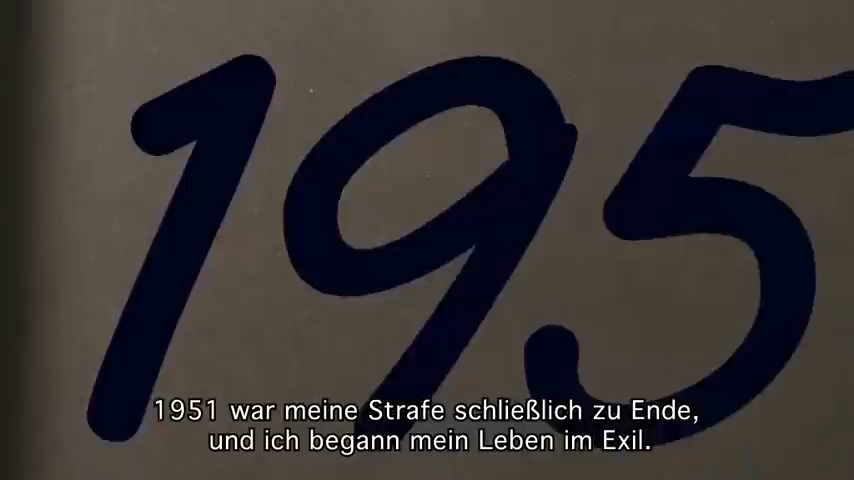 195
1951 war meine Strafe schließlich zu Ende,
und ich begann mein Leben im Exil.